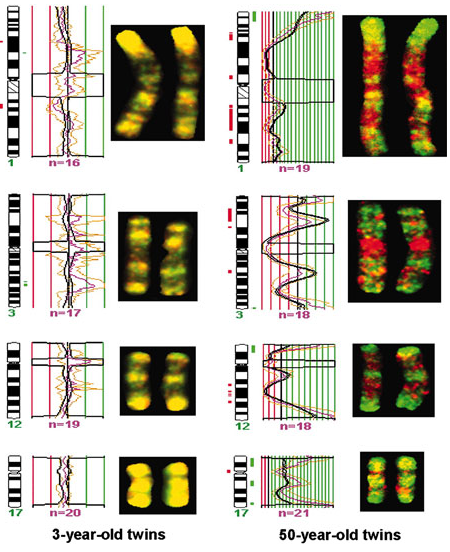 1 n=16 1 n=19
3 n=17 3 n=18
12 n=19 12 n=18
17 n=20 17 n=21
3-year-old twins 50-year-old twins